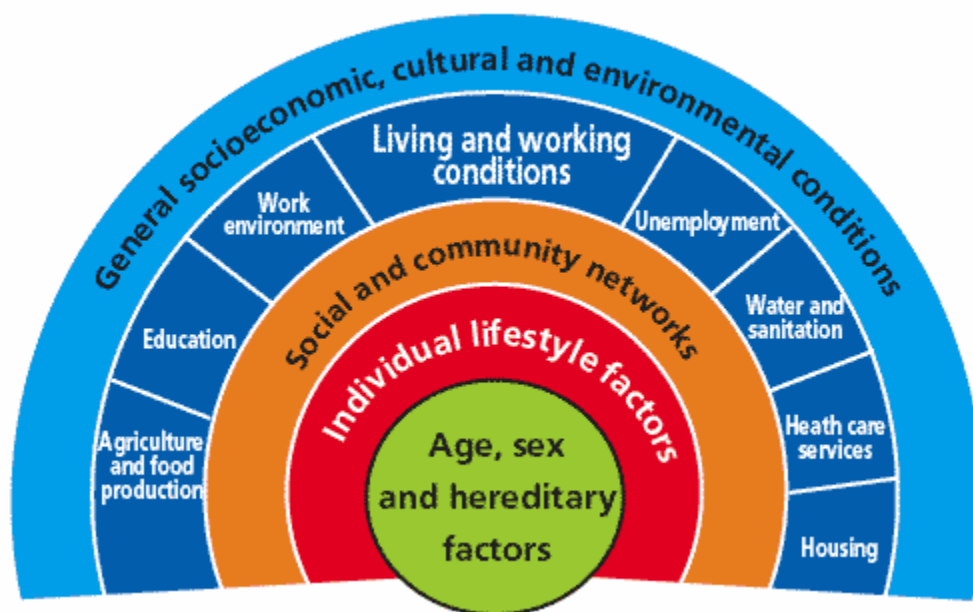 General socioeconomic, cultural and environmental conditions
Living and working
conditions
Work
environment
Unemployment
Education
Water and
sanitation
Agriculture
and food
production
Heath care
services
Housing
Social and community networks
Individual lifestyle factors
Age, sex
and hereditary
factors